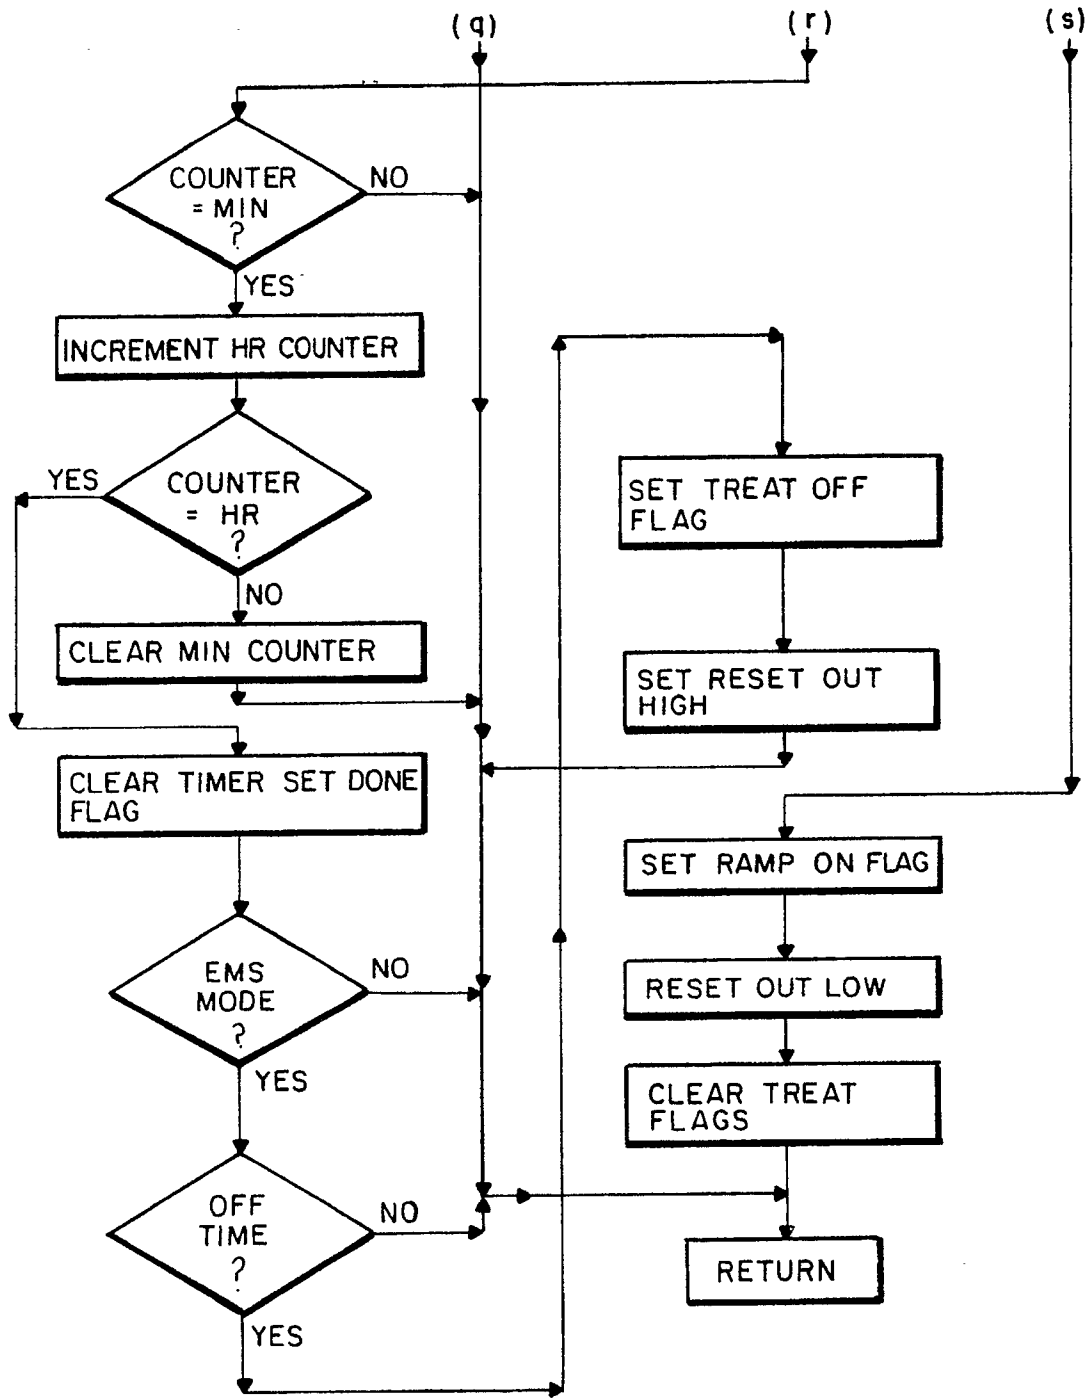 (q)
(r)
(s)
COUNTER
= MIN
?
NO
YES
INCREMENT HR COUNTER
YES
COUNTER
= HR
?
NO
CLEAR MIN COUNTER
CLEAR TIMER SET DONE
FLAG
EMS
MODE
?
NO
YES
OFF
TIME
?
NO
YES
SET TREAT OFF
FLAG
SET RESET OUT
HIGH
SET RAMP ON FLAG
RESET OUT LOW
CLEAR TREAT
FLAGS
RETURN